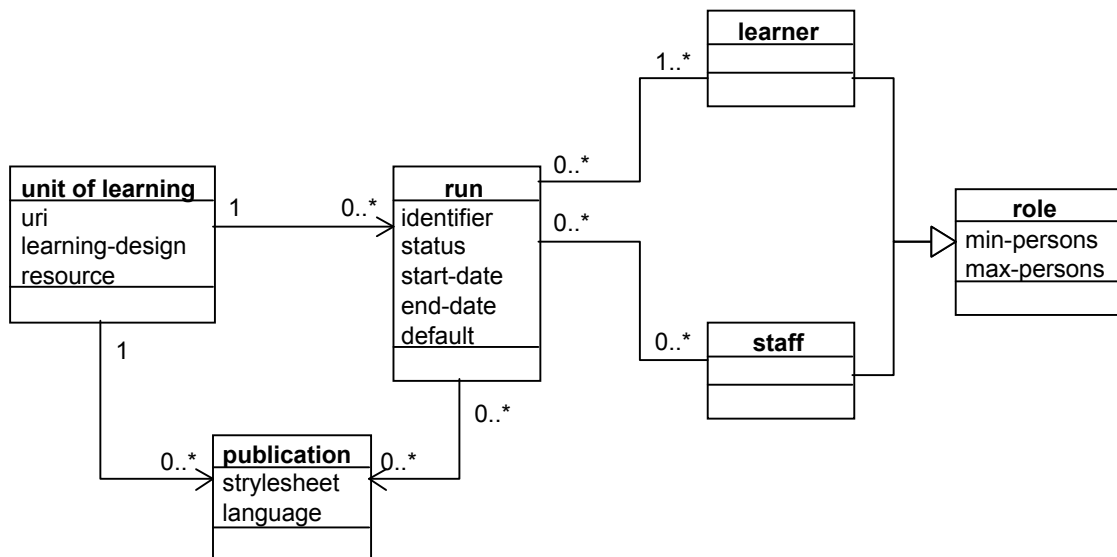 learner
1..*
unit of learning
uri
learning-design
resource
1
0..*
run
identifier
status
start-date
end-date
default
0..*
0..*
role
min-persons
max-persons
0..*
staff
1
0..*
0..*
publication
strylesheet
language
0..*